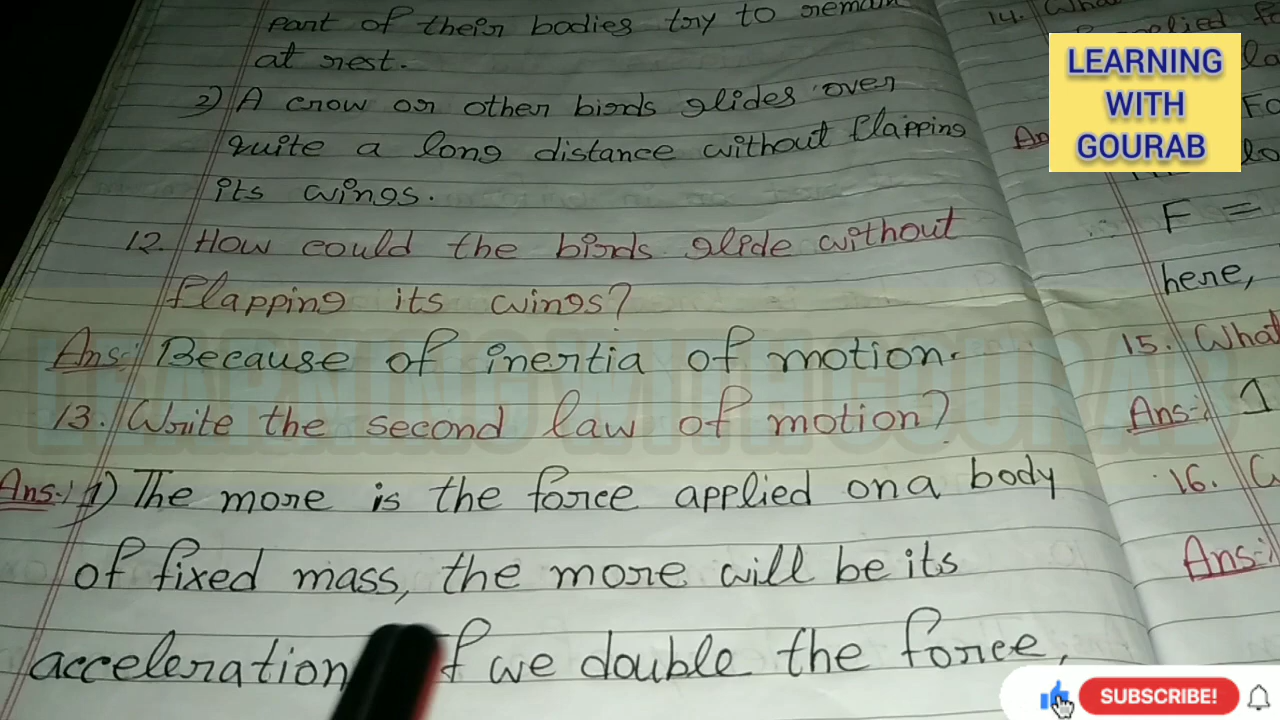 part of their bodies try to remain
at rest.
2) A crow or other birds glides over
quite a long distance without flapping
its wings.
12. How could the birds glide without
flapping its wings?
Ans:- Because of inertia of motion.
13. Write the second law of motion?
Ans:- 1) The more is the force applied on a body
of fixed mass, the more will be its
acceleration If we double the force,
14. What
applied
F =
here,
15. What
Ans:- 1
16.
Ans:-
LEARNING
WITH
GOURAB
SUBSCRIBE!